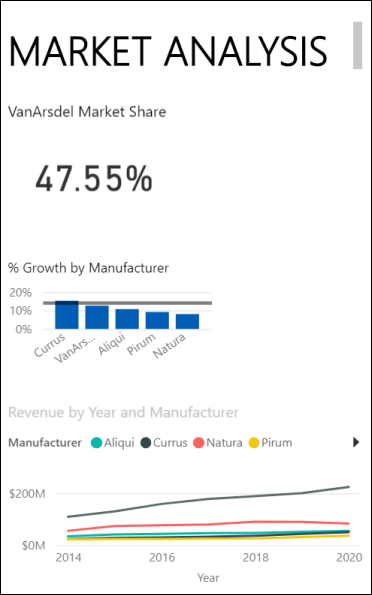 MARKET ANALYSIS
VanArsdel Market Share
47.55%
% Growth by Manufacturer
20%
10%
0%
Currus VanArs... Aliqui Pirum Natura
Revenue by Year and Manufacturer
Manufacturer Aliqui Currus Natura Pirum
$200M
$0M
2014 2016 2018 2020
Year